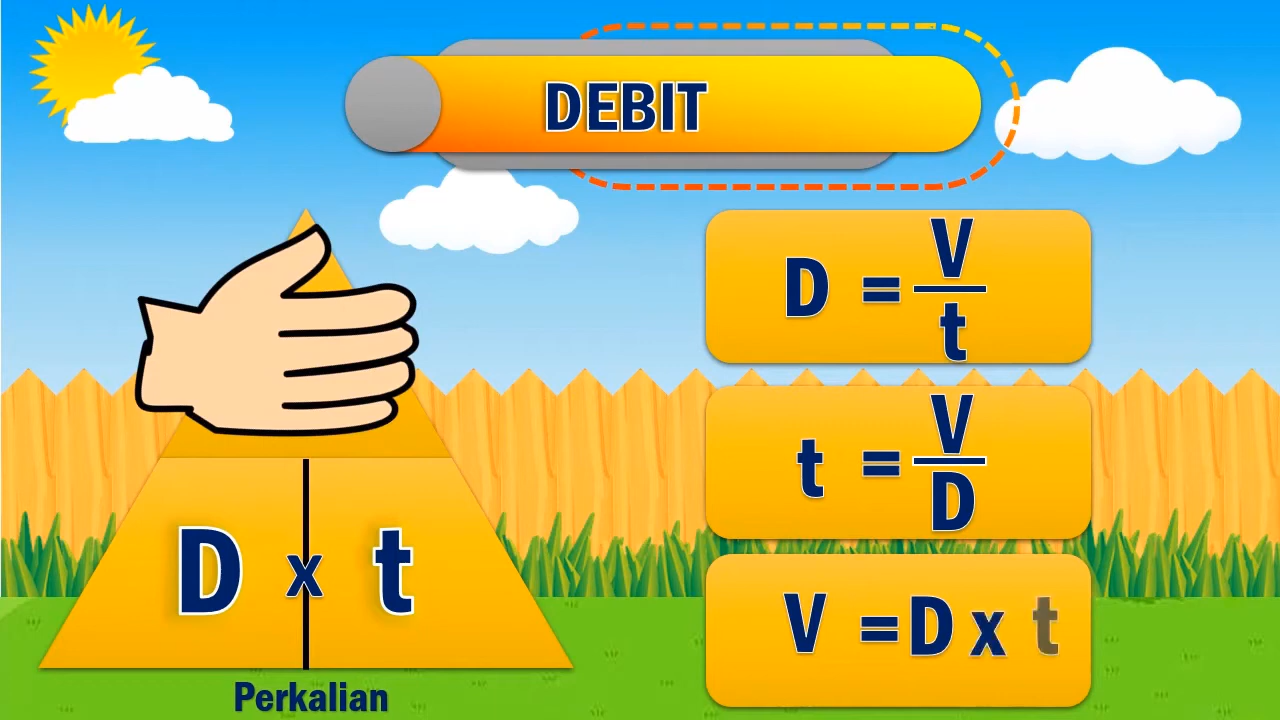 DEBIT
D = V/t
t = V/D
V = D x t
D x t
Perkalian